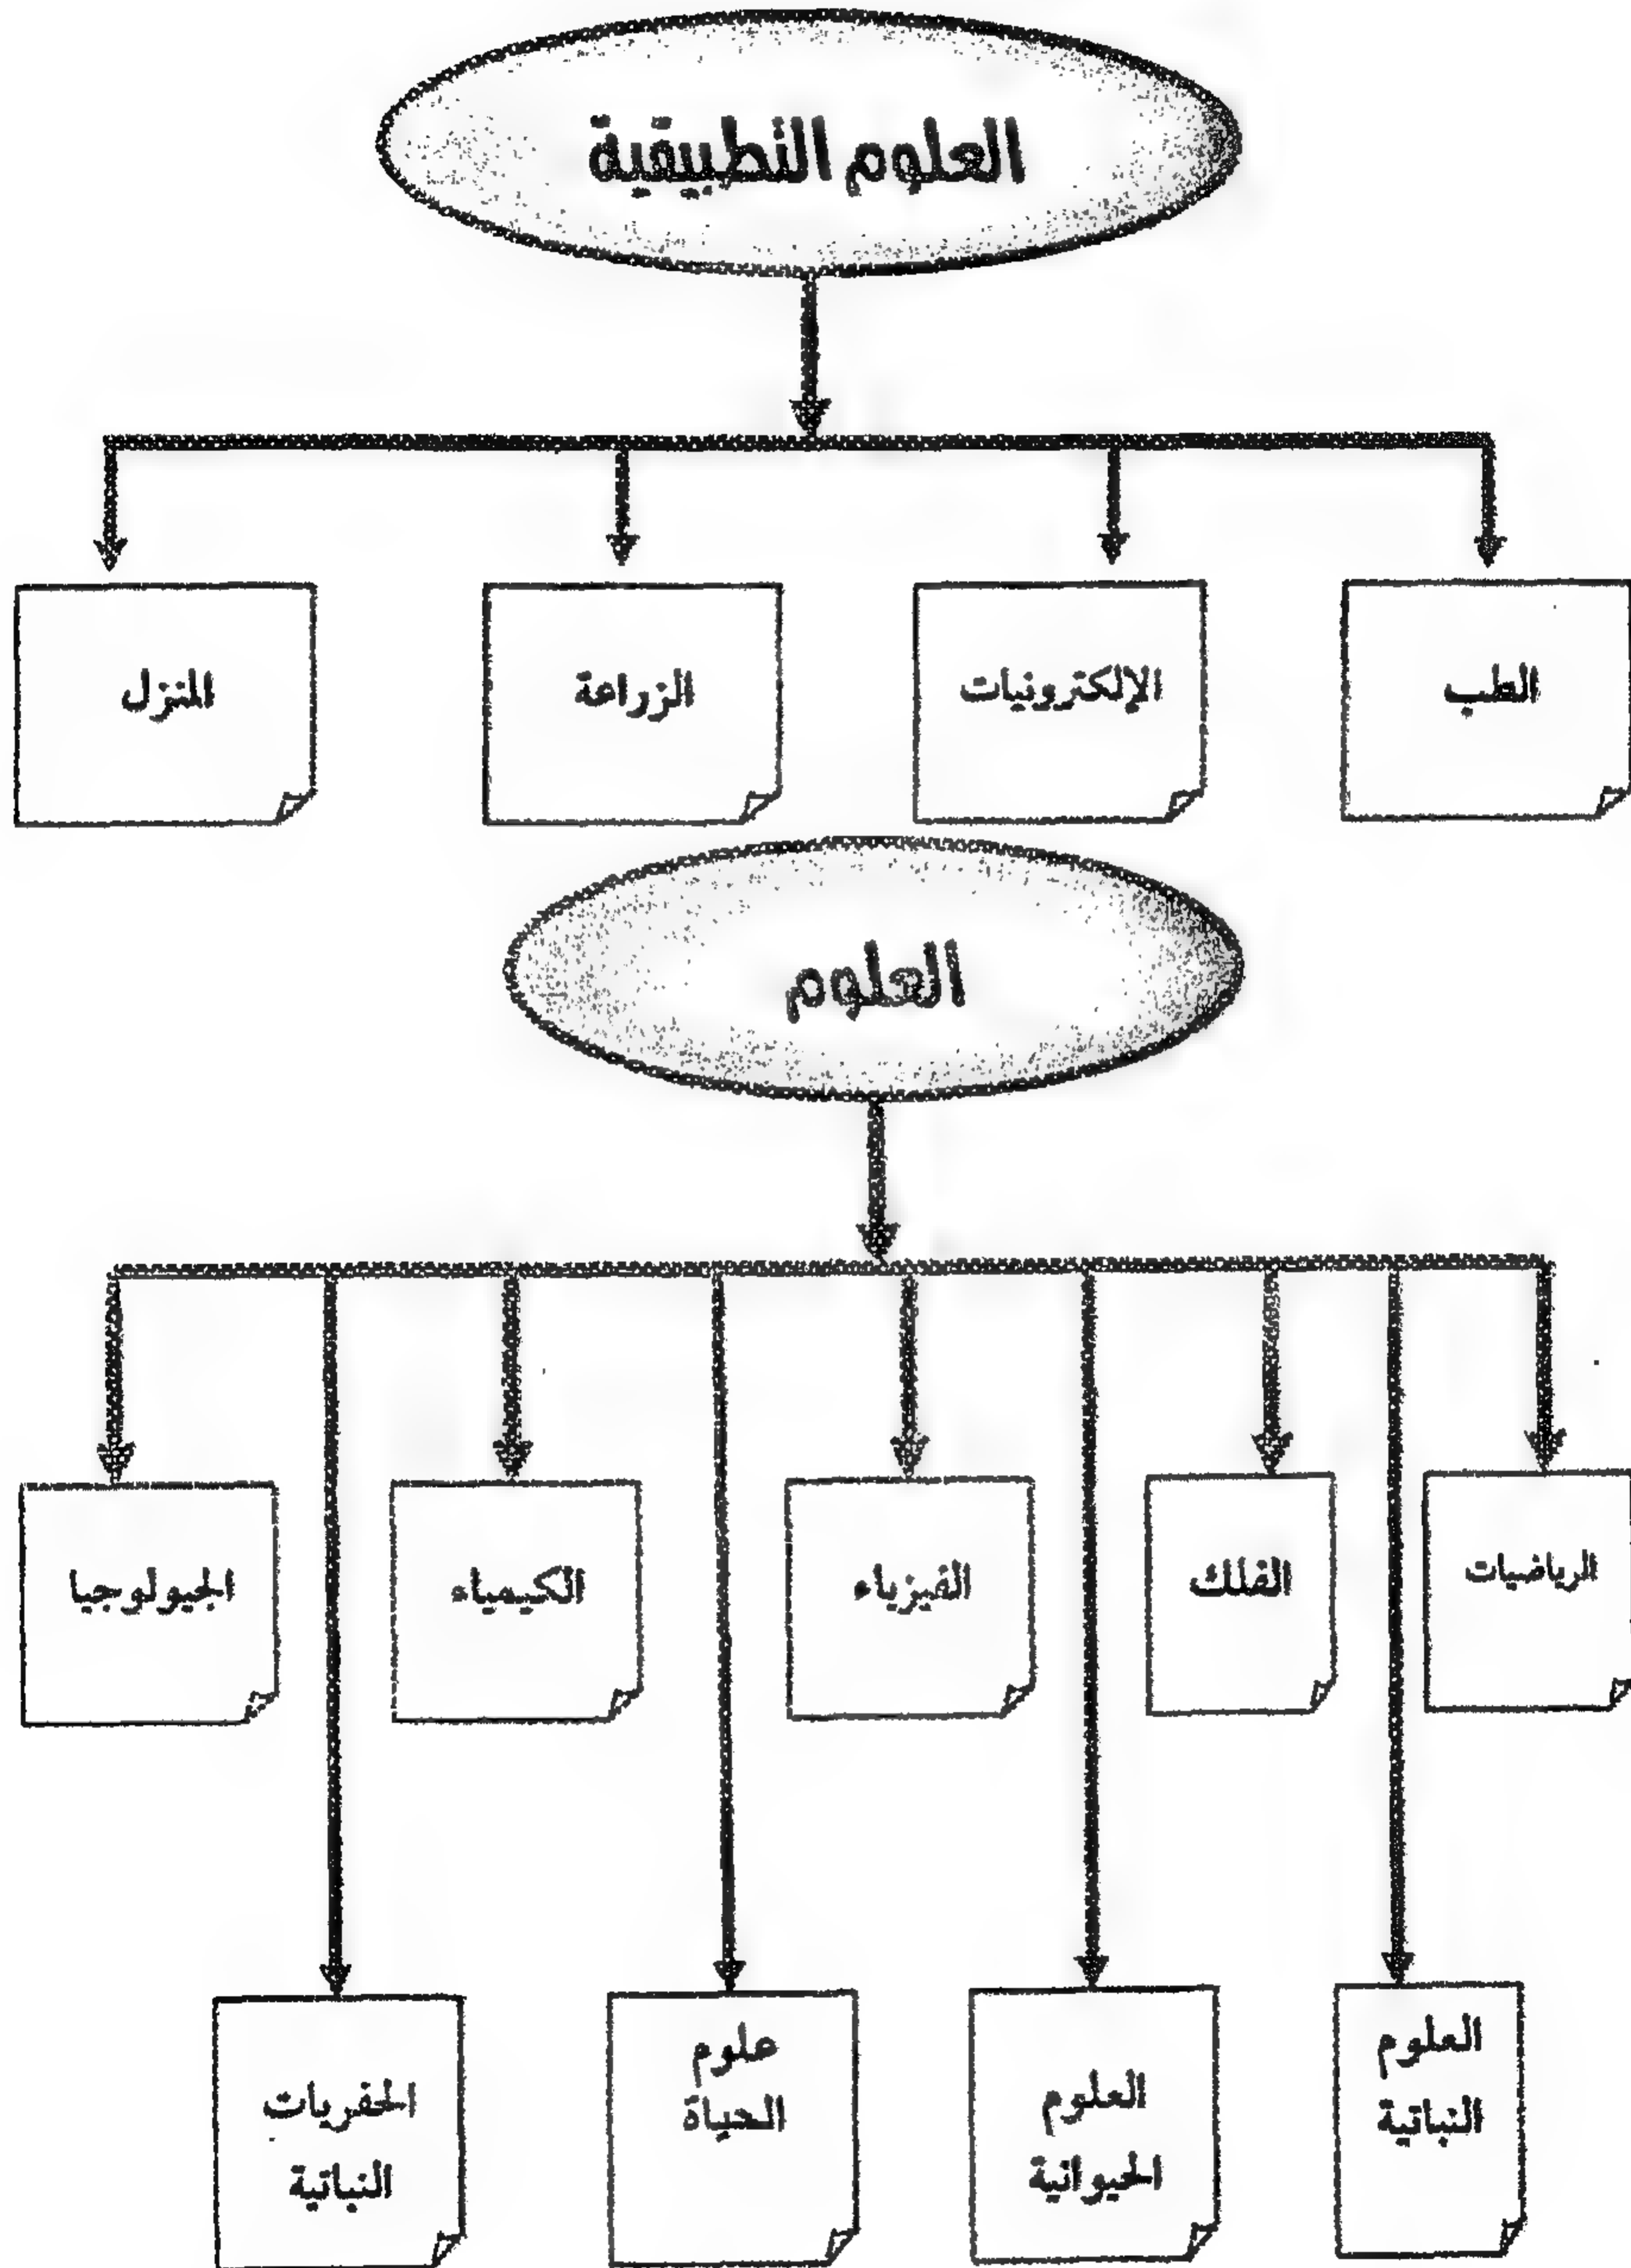 العلوم التطبيقية
الطب
الإلكترونيات
الزراعة
المنزل
العلوم
الرياضيات
الفلك
الفيزياء
الكيمياء
الجيولوجيا
العلوم
النباتية
العلوم
الحيوانية
علوم
الحياة
الحفريات
النباتية